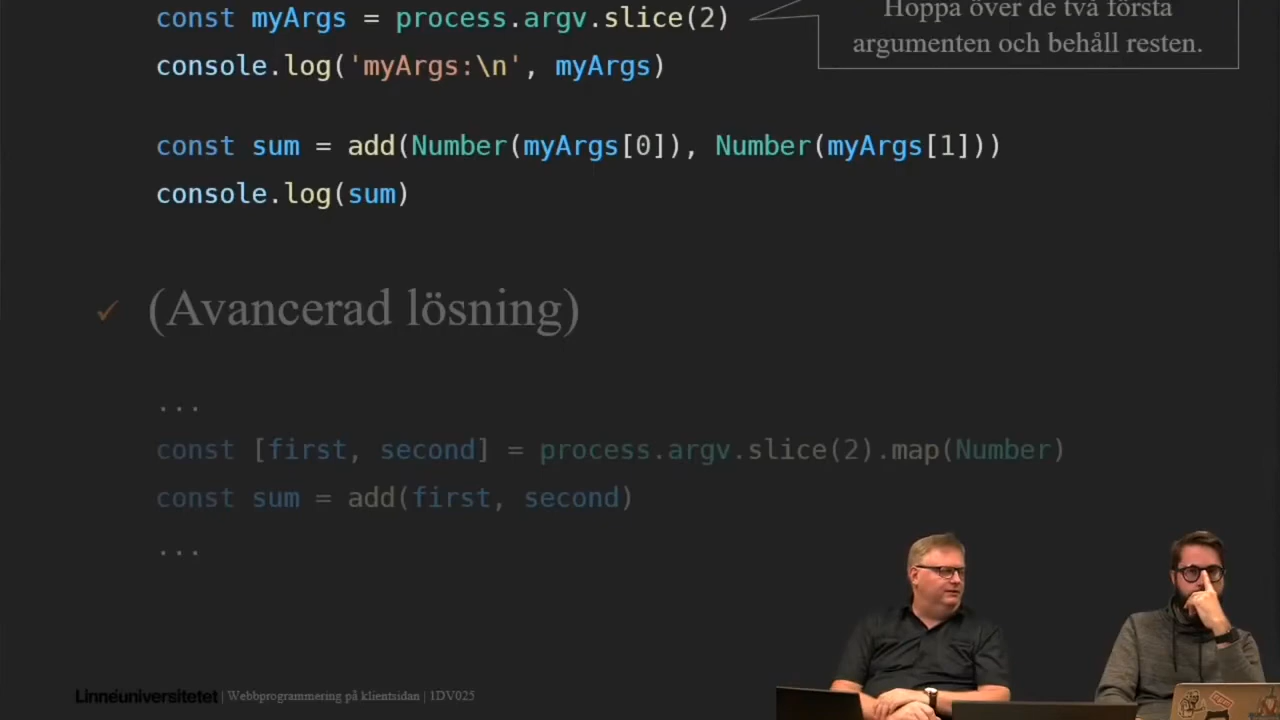 Hoppa över de två första
const myArgs = process.argv.slice(2)
argumenten och behåll resten.
console.log('myArgs:\n', myArgs)
const sum = add(Number(myArgs[0]), Number(myArgs[1]))
console.log(sum)
✓ (Avancerad lösning)
...
const [first, second] = process.argv.slice(2).map(Number)
const sum = add(first, second)
...
Linnéuniversitetet | Webbprogrammering på klientsidan | 1DV025